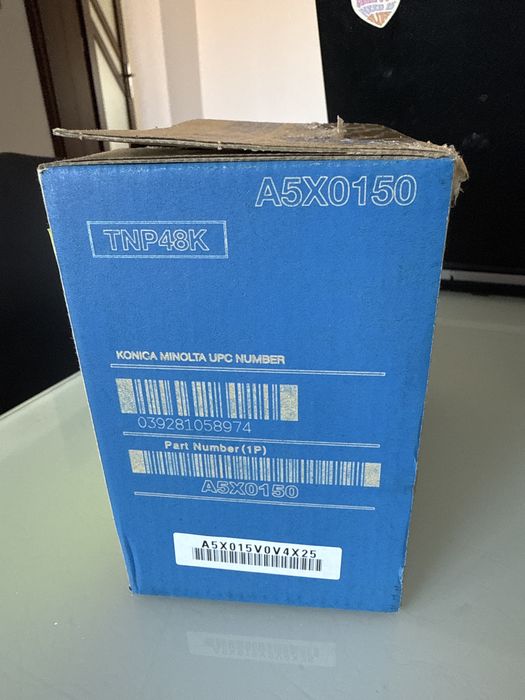 A5X0150
TNP48K
KONICA MINOLTA UPC NUMBER
039281058974
Part Number(1P)
A5X0150
A5X015V0V4X25